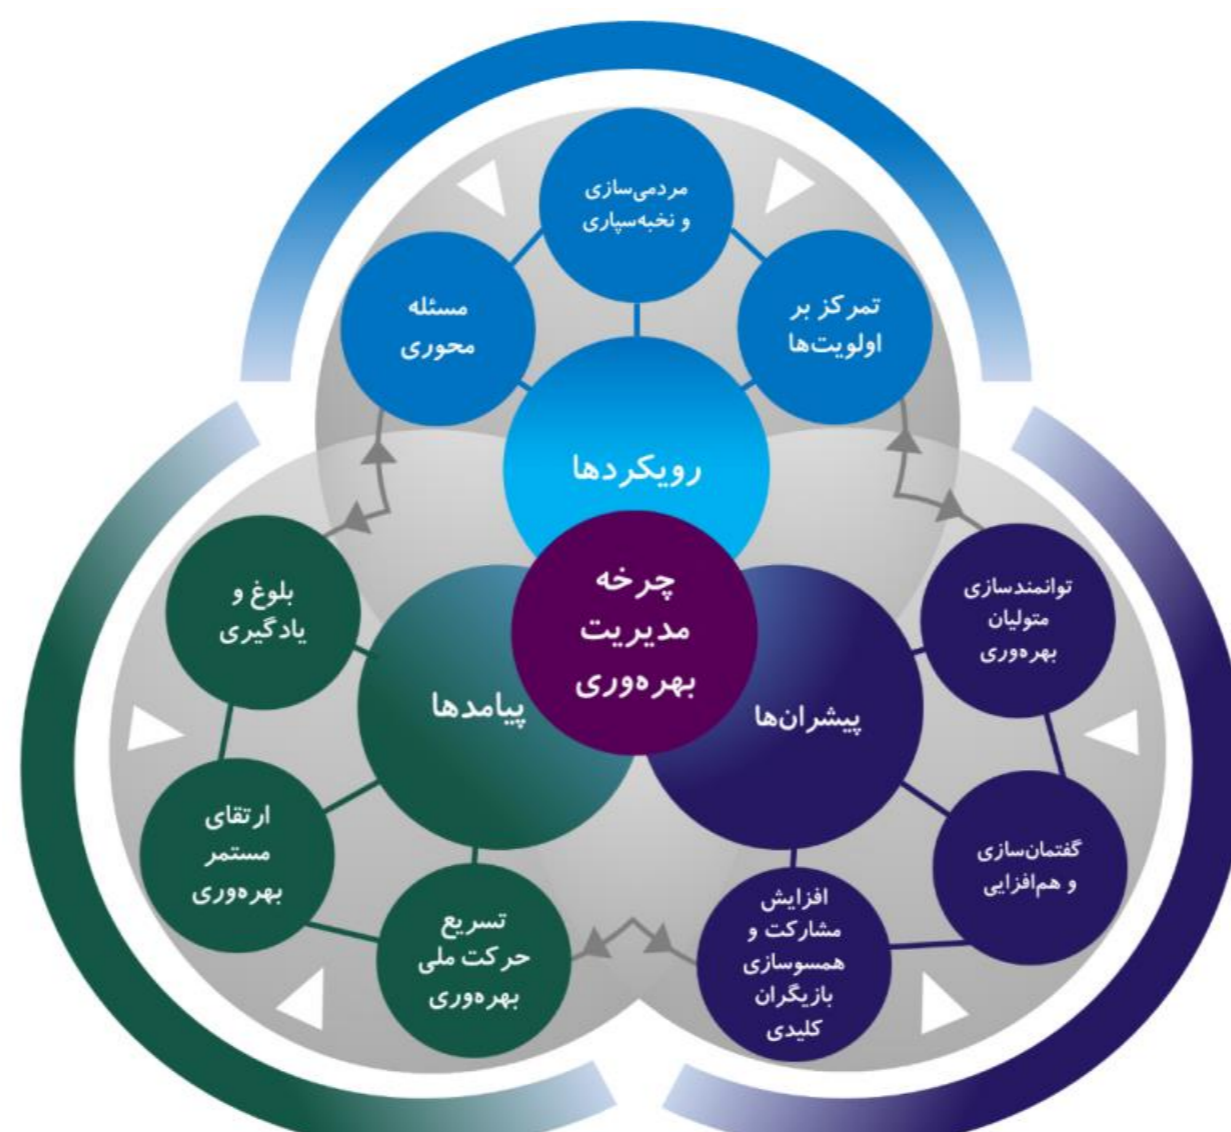 مردمی‌سازی
و نخبه‌سپاری
تمرکز بر
اولویت‌ها
مسئله
محوری
رویکردها
چرخه
مدیریت
بهره‌وری
توانمندسازی
متولیان
بهره‌وری
پیشران‌ها
گفتمان‌سازی
و هم‌افزایی
افزایش
مشارکت و
همسوسازی
بازیگران
کلیدی
بلوغ و
یادگیری
پیامدها
ارتقای
مستمر
بهره‌وری
تسریع
حرکت ملی
بهره‌وری